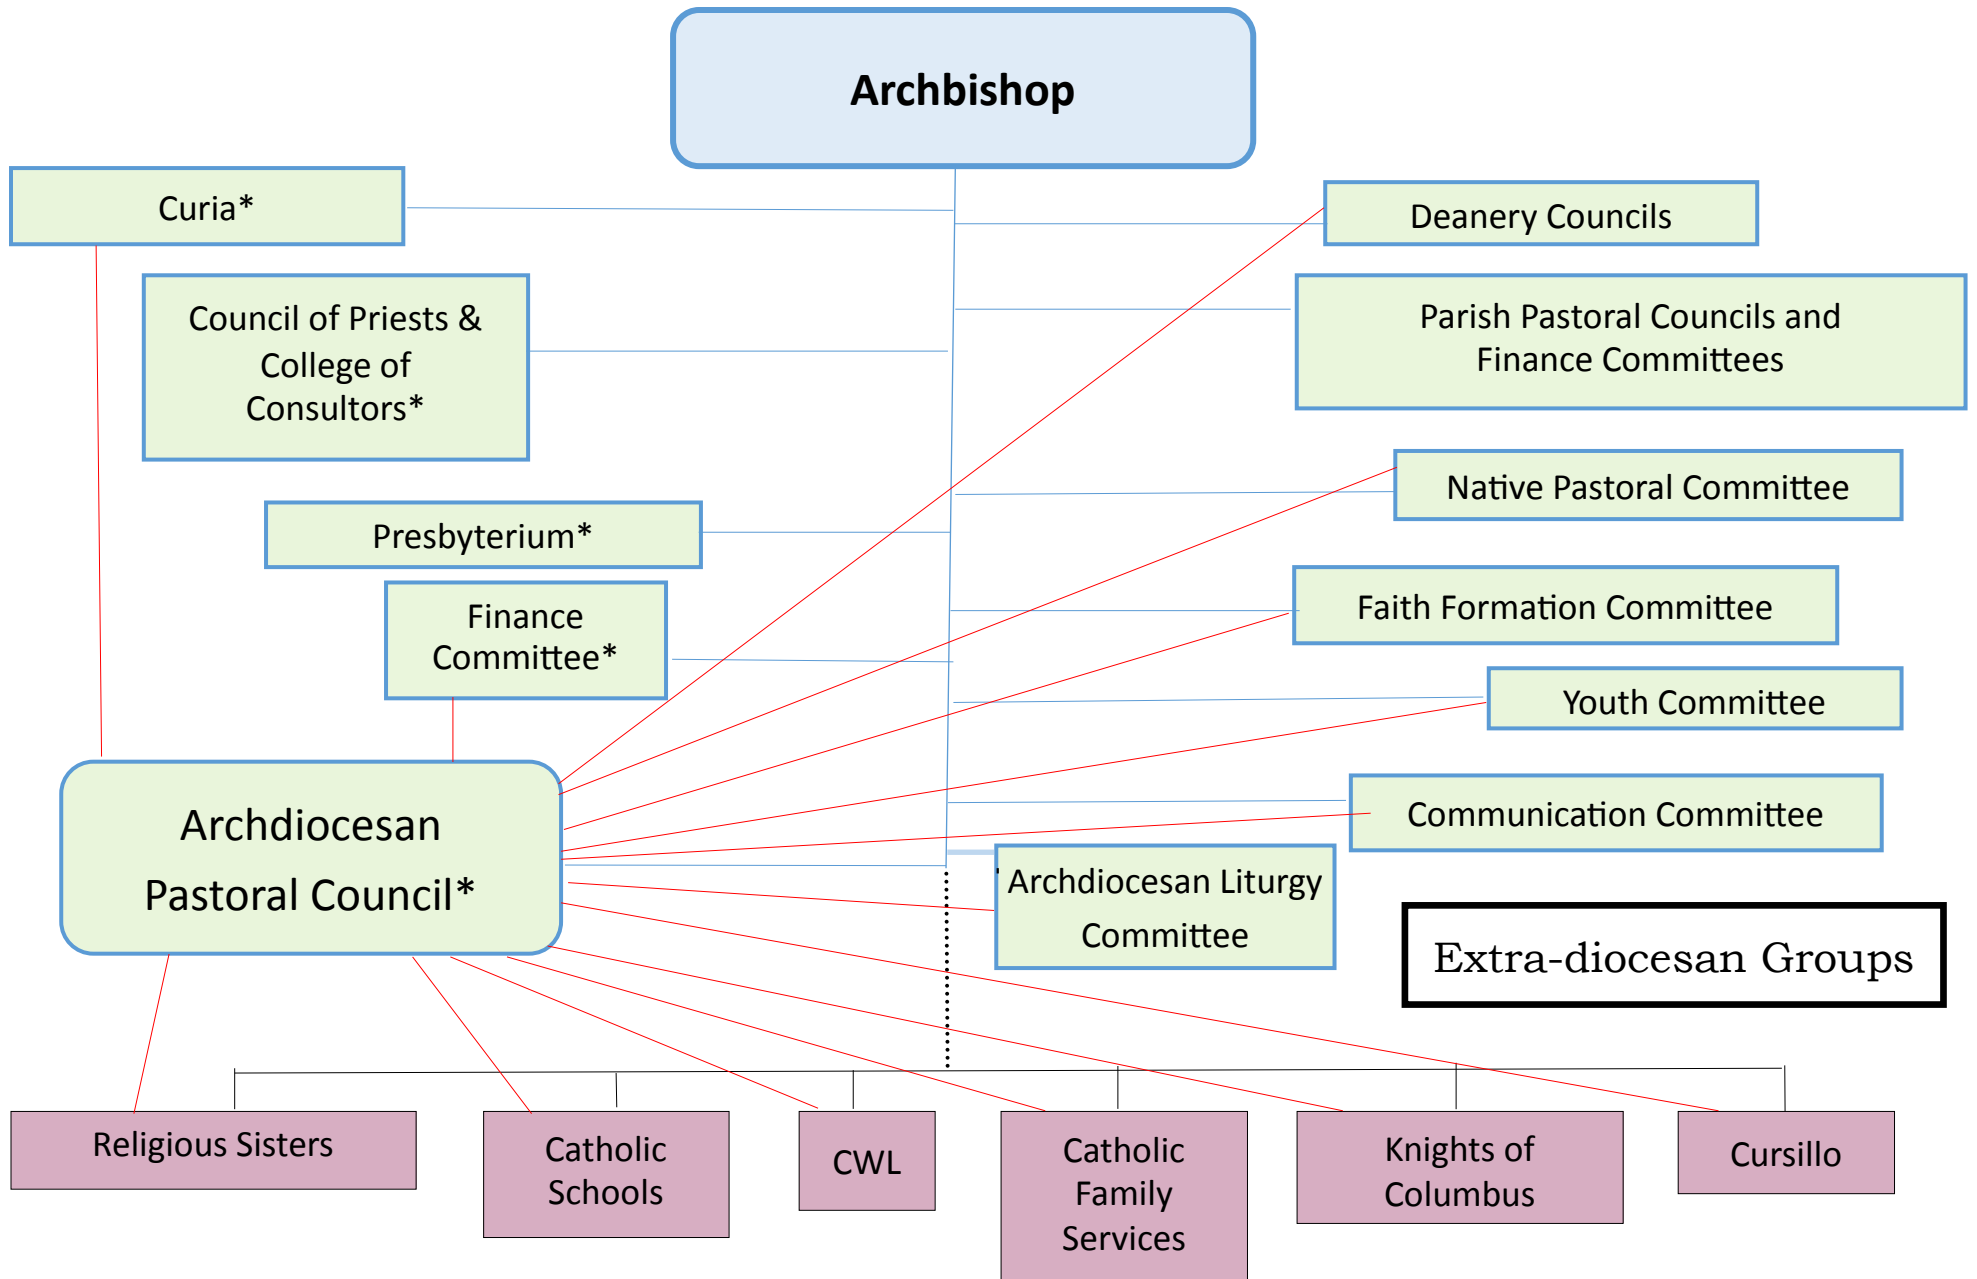 Archbishop
Curia*
Deanery Councils
Council of Priests &
College of
Consultors*
Parish Pastoral Councils and
Finance Committees
Native Pastoral Committee
Presbyterium*
Faith Formation Committee
Finance
Committee*
Youth Committee
Archdiocesan
Pastoral Council*
Communication Committee
Archdiocesan Liturgy
Committee
Extra-diocesan Groups
Religious Sisters
Catholic
Schools
CWL
Catholic
Family
Services
Knights of
Columbus
Cursillo